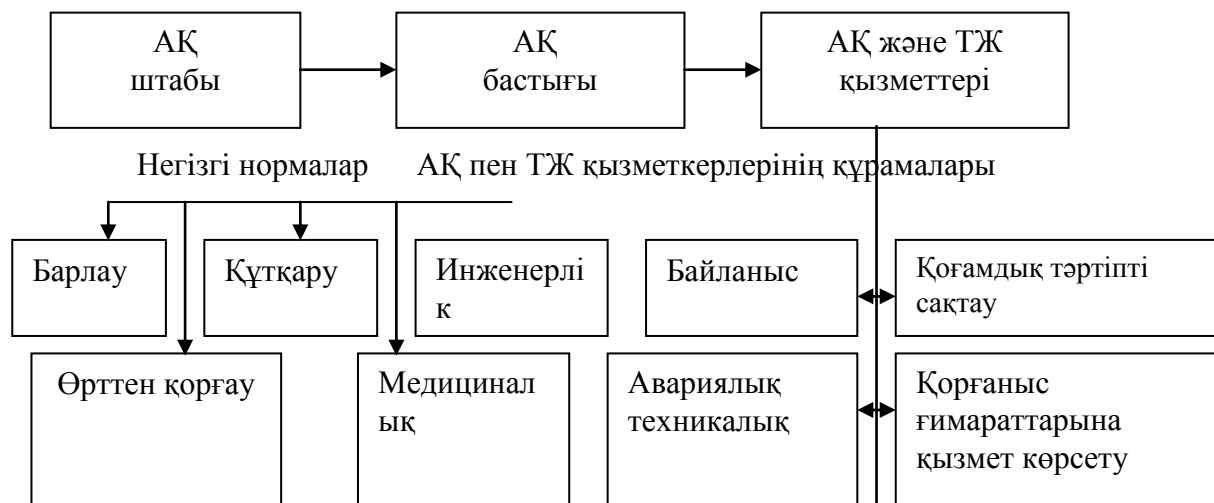 АҚ
штабы
АҚ
бастығы
АҚ және ТЖ
қызметтері
Негізгі нормалар АҚ пен ТЖ қызметкерлерінің құрамалары
Барлау
Құтқару
Инженерлі
к
Байланыс
Қоғамдық тәртіпті
сақтау
Өрттен қорғау
Медицинал
ық
Авариялық
техникалық
Қорғаныс
ғимараттарына
қызмет көрсету